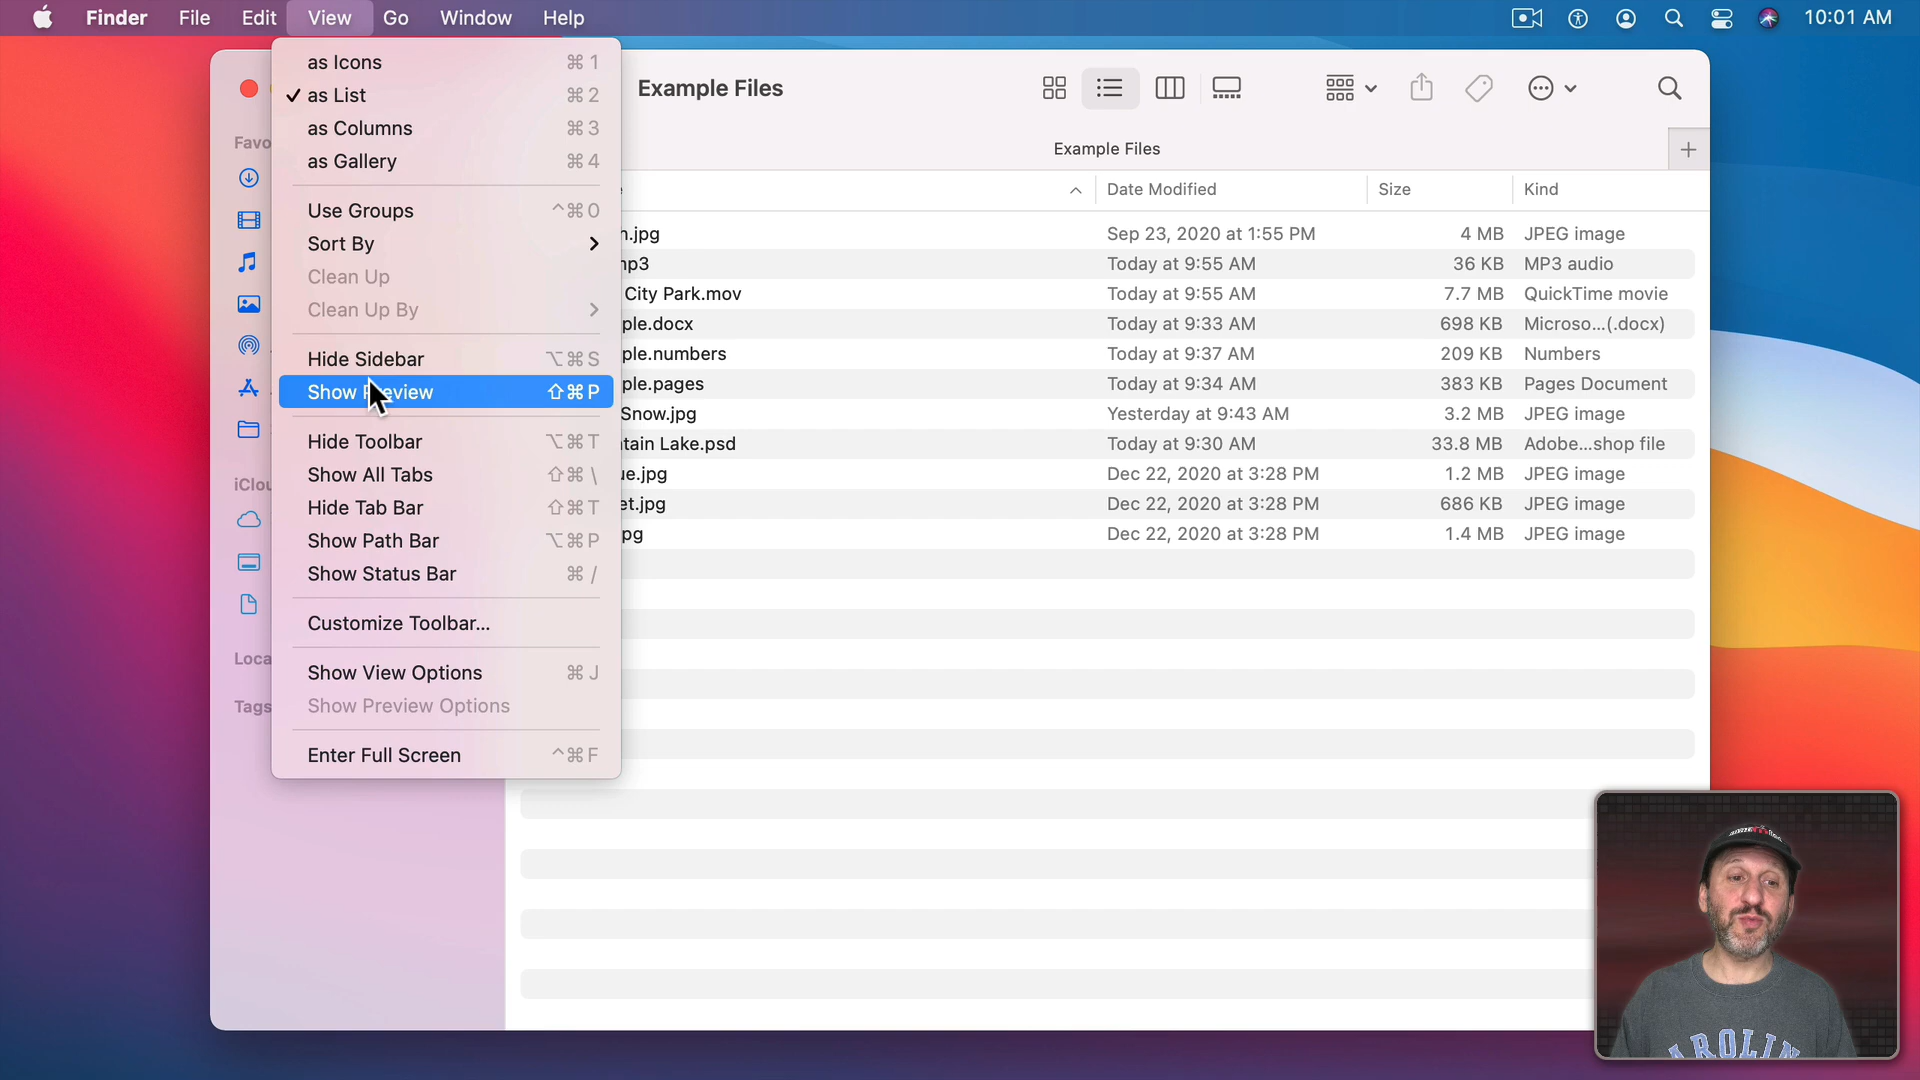 Finder File Edit View Go Window Help 10:01 AM
as Icons ⌘ 1
✓ as List ⌘ 2
as Columns ⌘ 3
as Gallery ⌘ 4
Use Groups ^⌘ 0
Sort By >
Clean Up
Clean Up By >
Hide Sidebar ⌥⌘ S
Show Preview ⇧⌘ P
Hide Toolbar ⌥⌘ T
Show All Tabs ⇧⌘ \
Hide Tab Bar ⇧⌘ T
Show Path Bar ⌥⌘ P
Show Status Bar ⌘ /
Customize Toolbar...
Show View Options ⌘ J
Show Preview Options
Enter Full Screen ^⌘ F
Favo
iClou
Loca
Tags
Example Files
Example Files
Date Modified Size Kind
n.jpg Sep 23, 2020 at 1:55 PM 4 MB JPEG image
mp3 Today at 9:55 AM 36 KB MP3 audio
City Park.mov Today at 9:55 AM 7.7 MB QuickTime movie
ple.docx Today at 9:33 AM 698 KB Microso...(.docx)
ple.numbers Today at 9:37 AM 209 KB Numbers
ple.pages Today at 9:34 AM 383 KB Pages Document
Snow.jpg Yesterday at 9:43 AM 3.2 MB JPEG image
tain Lake.psd Today at 9:30 AM 33.8 MB Adobe...shop file
ue.jpg Dec 22, 2020 at 3:28 PM 1.2 MB JPEG image
et.jpg Dec 22, 2020 at 3:28 PM 686 KB JPEG image
pg Dec 22, 2020 at 3:28 PM 1.4 MB JPEG image
AROLIN